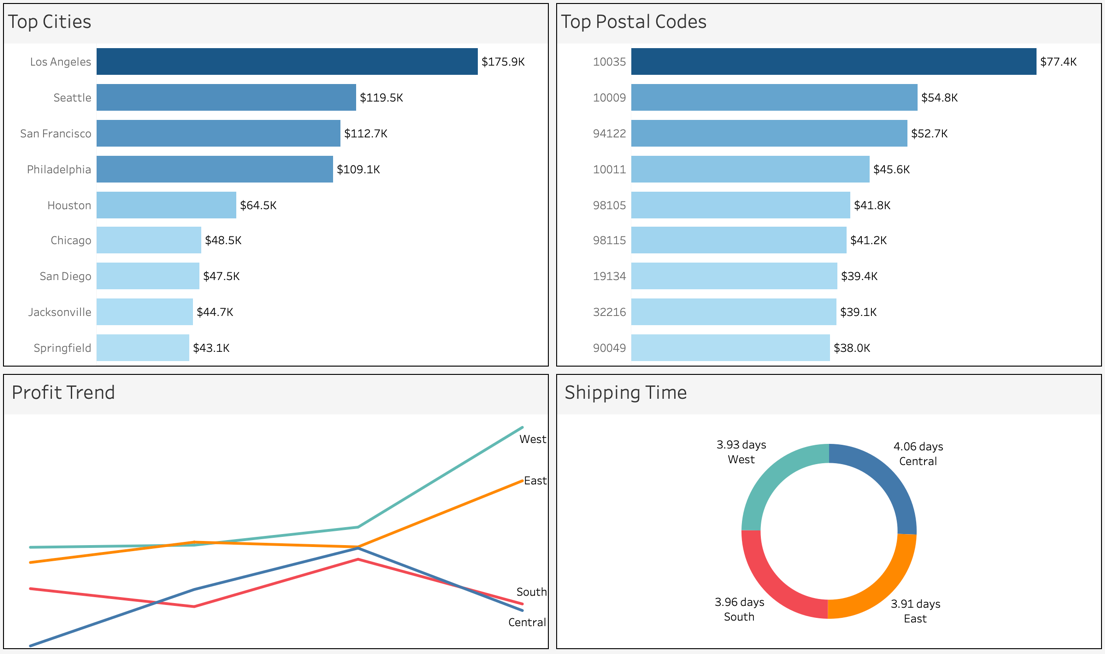 Top Cities
Los Angeles $175.9K
Seattle $119.5K
San Francisco $112.7K
Philadelphia $109.1K
Houston $64.5K
Chicago $48.5K
San Diego $47.5K
Jacksonville $44.7K
Springfield $43.1K
Top Postal Codes
10035 $77.4K
10009 $54.8K
94122 $52.7K
10011 $45.6K
98105 $41.8K
98115 $41.2K
19134 $39.4K
32216 $39.1K
90049 $38.0K
Profit Trend
West
East
South
Central
Shipping Time
3.93 days
West
4.06 days
Central
3.96 days
South
3.91 days
East